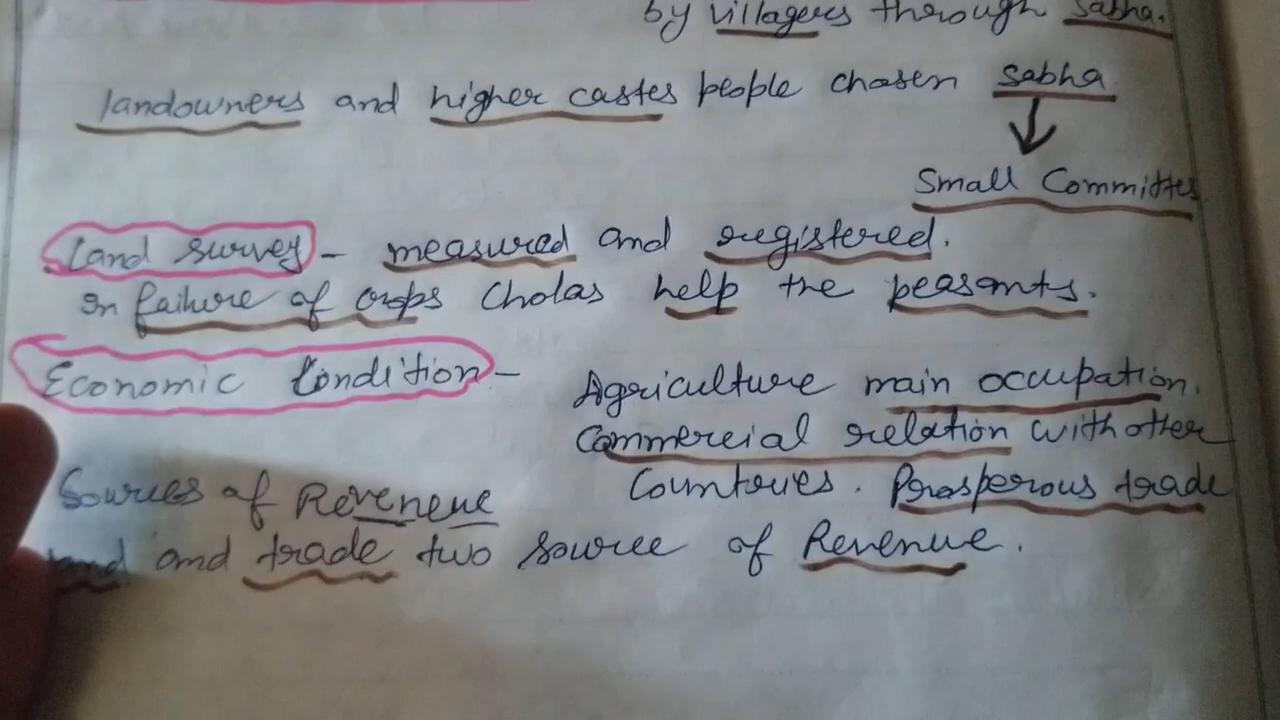 by villagers through Sabha.
landowners and higher castes people chosen sabha
Small Committee
Land survey - measured and registered.
In failure of crops Cholas help the peasants.
Economic Condition - Agriculture main occupation.
Commercial relation with other
Countries. Prosperous trade
Sources of Reveneue
land and trade two source of Revenue.